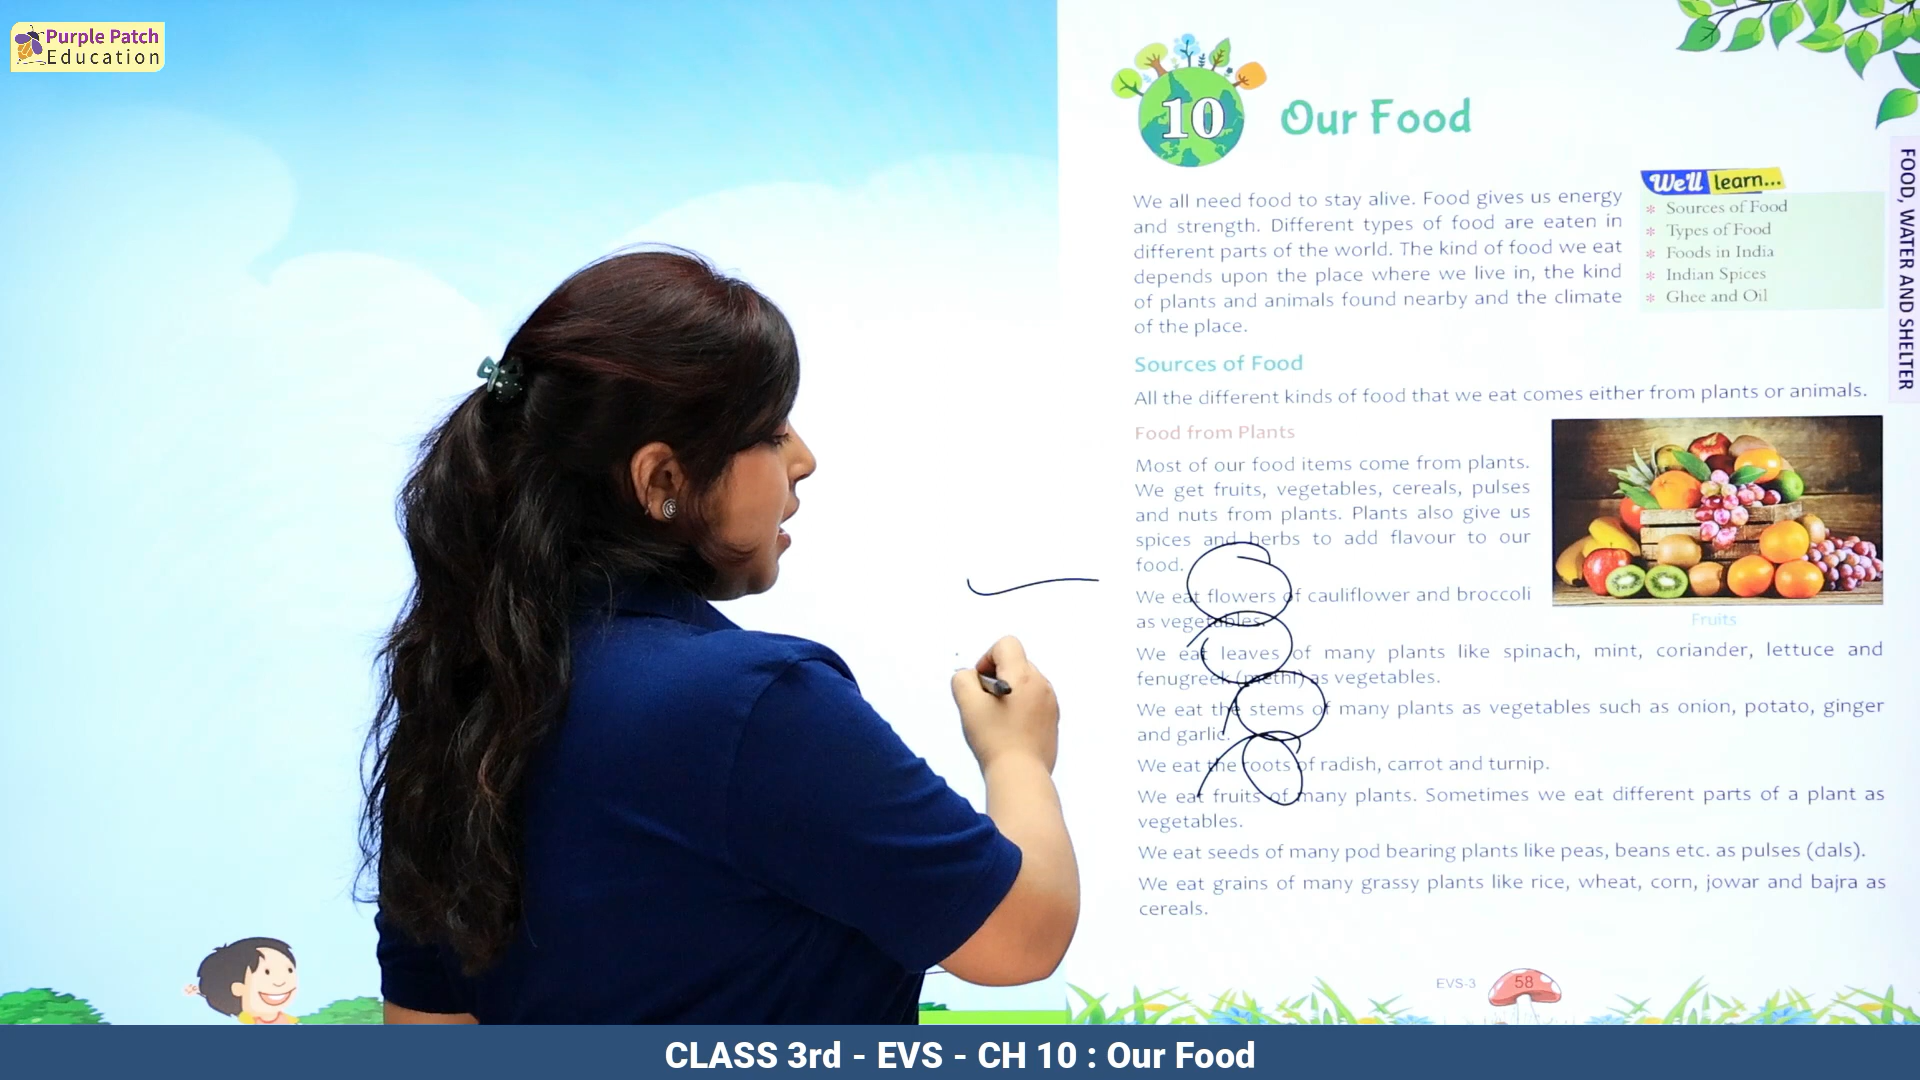 Purple Patch
Education
10
Our Food
We all need food to stay alive. Food gives us energy
and strength. Different types of food are eaten in
different parts of the world. The kind of food we eat
depends upon the place where we live in, the kind
of plants and animals found nearby and the climate
of the place.
We'll learn...
Sources of Food
Types of Food
Foods in India
Indian Spices
Ghee and Oil
FOOD, WATER AND SHELTER
Sources of Food
All the different kinds of food that we eat comes either from plants or animals.
Food from Plants
Most of our food items come from plants.
We get fruits, vegetables, cereals, pulses
and nuts from plants. Plants also give us
spices and herbs to add flavour to our
food.
We eat flowers of cauliflower and broccoli
as vegetables.
Fruits
We eat leaves of many plants like spinach, mint, coriander, lettuce and
fenugreek (methi) as vegetables.
We eat the stems of many plants as vegetables such as onion, potato, ginger
and garlic.
We eat the roots of radish, carrot and turnip.
We eat fruits of many plants. Sometimes we eat different parts of a plant as
vegetables.
We eat seeds of many pod bearing plants like peas, beans etc. as pulses (dals).
We eat grains of many grassy plants like rice, wheat, corn, jowar and bajra as
cereals.
EVS-3
58
CLASS 3rd - EVS - CH 10 : Our Food